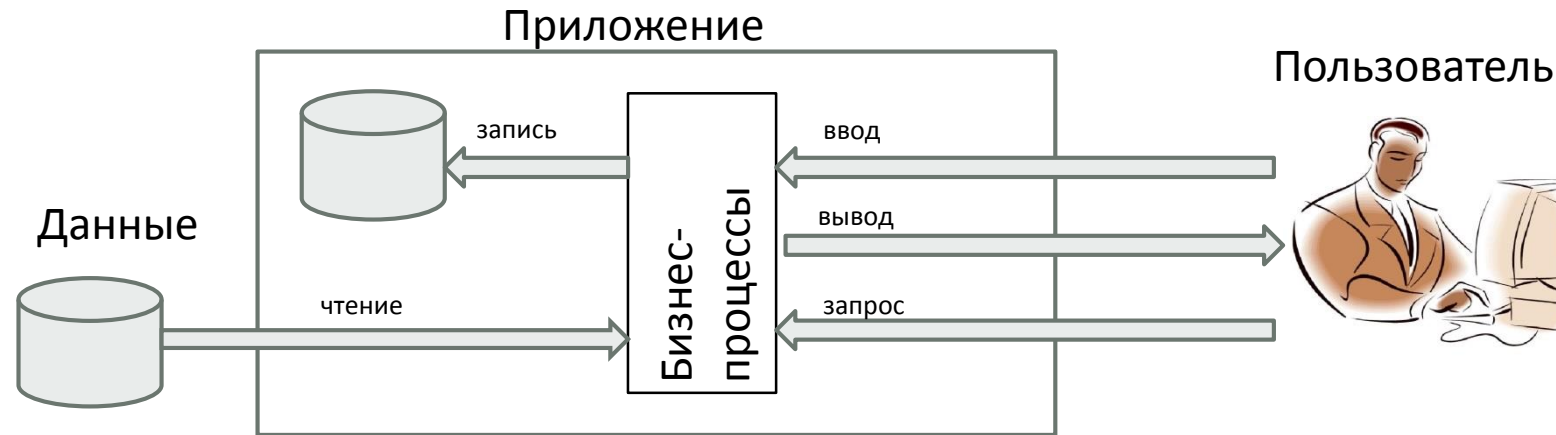 Приложение
Пользователь
запись
ввод
Данные
вывод
чтение
запрос
Бизнес-
процессы